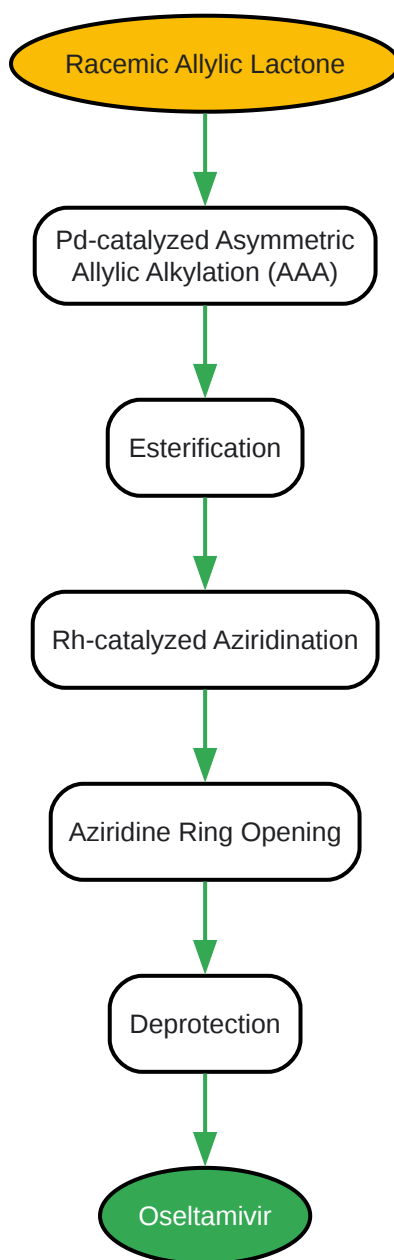 Racemic Allylic Lactone
Pd-catalyzed Asymmetric
Allylic Alkylation (AAA)
Esterification
Rh-catalyzed Aziridination
Aziridine Ring Opening
Deprotection
Oseltamivir